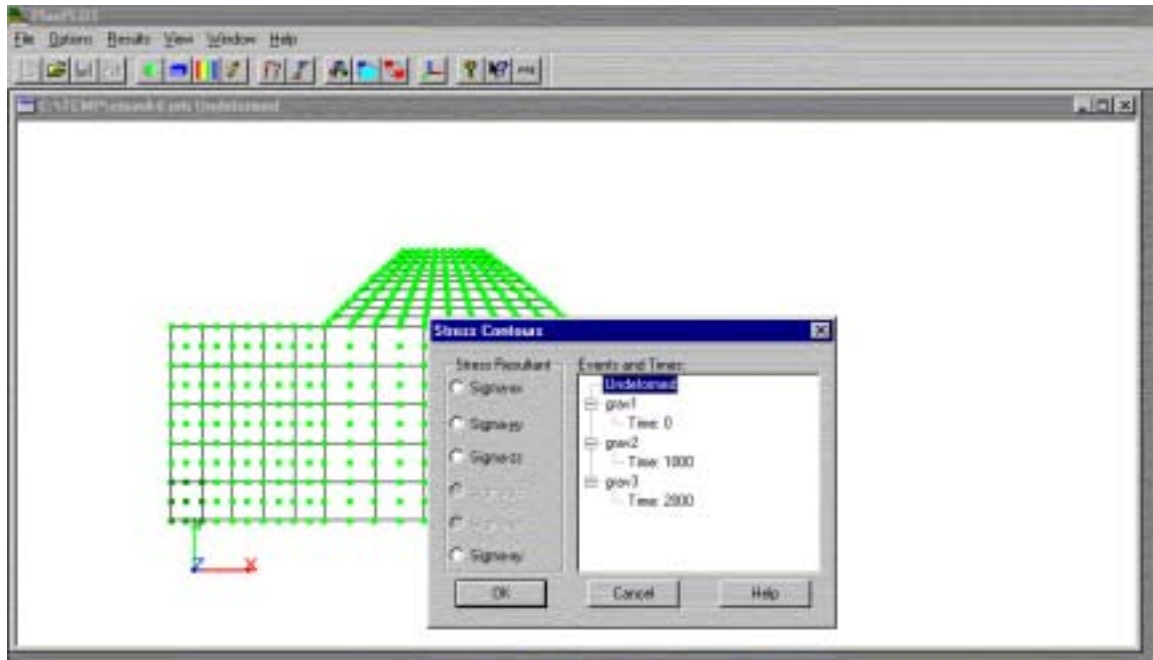 File Options Results View Window Help
Undeformed
Stress Contours
Stress Resultant
Events and Times:
Sigma-xx
Sigma-yy
Sigma-zz
Sigma-xy
Undeformed
grav1
Time: 0
grav2
Time: 1000
grav3
Time: 2000
OK
Cancel
Help
Z
X